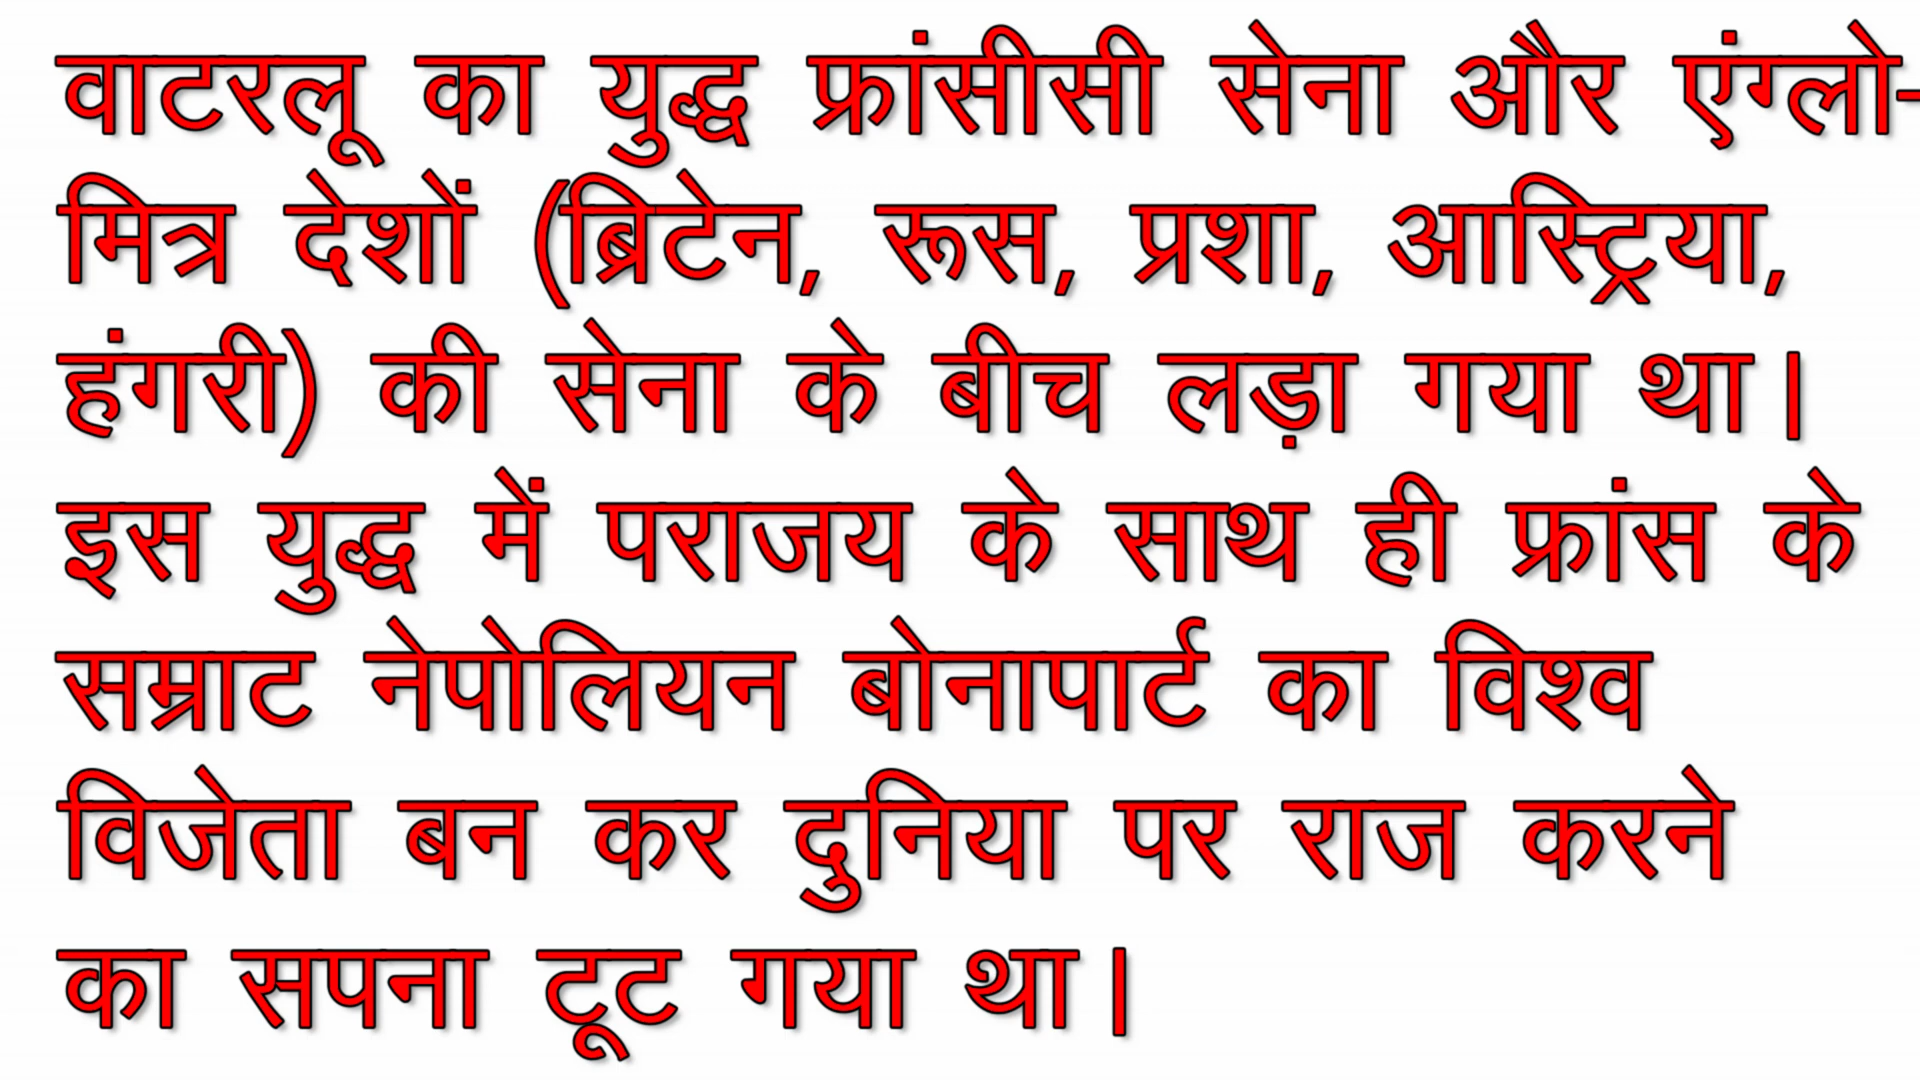 वाटरलू का युद्ध फ्रांसीसी सेना और एंग्लो-
मित्र देशों (ब्रिटेन, रूस, प्रशा, आस्ट्रिया,
हंगरी) की सेना के बीच लड़ा गया था।
इस युद्ध में पराजय के साथ ही फ्रांस के
सम्राट नेपोलियन बोनापार्ट का विश्व
विजेता बन कर दुनिया पर राज करने
का सपना टूट गया था।